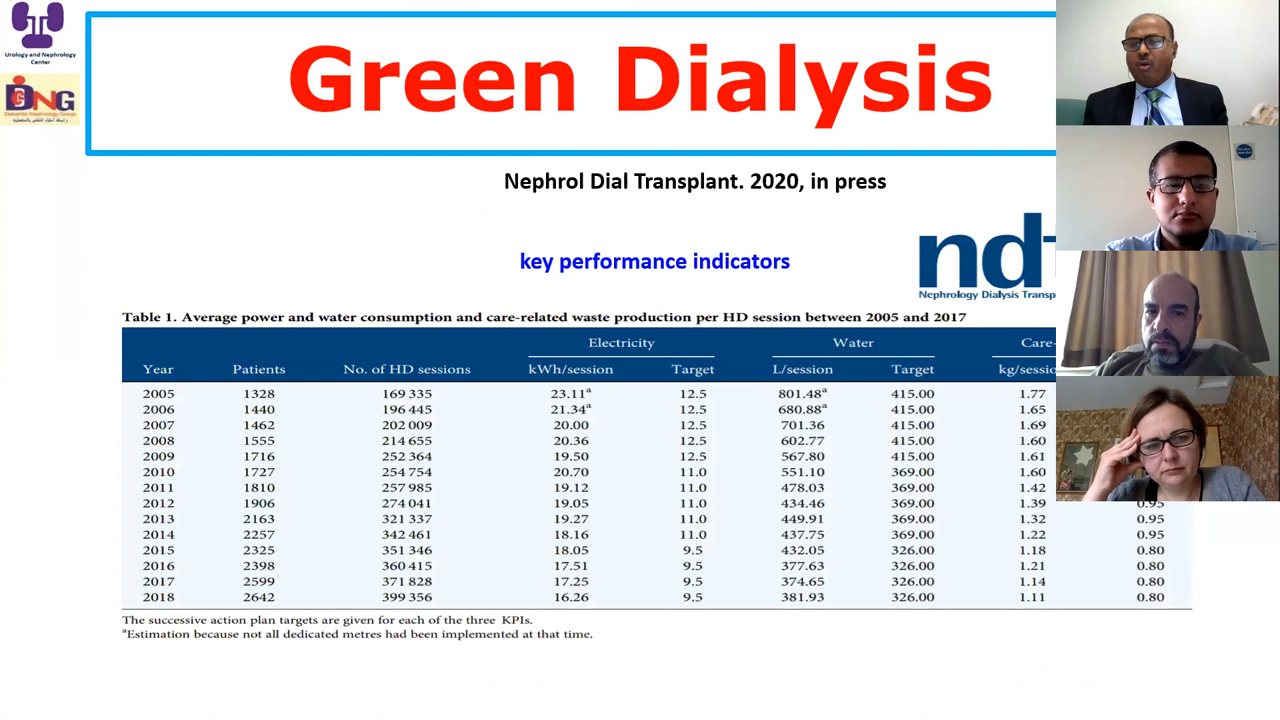 Urology and Nephrology
Center
DNG
Dakahlia Nephrology Group
Green Dialysis
Nephrol Dial Transplant. 2020, in press
key performance indicators
ndt
Nephrology Dialysis Transp
Table 1. Average power and water consumption and care-related waste production per HD session between 2005 and 2017
Electricity Water Care-
Year Patients No. of HD sessions kWh/session Target L/session Target kg/sessio
2005 1328 169 335 23.11a 12.5 801.48a 415.00 1.77
2006 1440 196 445 21.34a 12.5 680.88a 415.00 1.65
2007 1462 202 009 20.00 12.5 701.36 415.00 1.69
2008 1555 214 655 20.36 12.5 602.77 415.00 1.60
2009 1716 252 364 19.50 12.5 567.80 415.00 1.61
2010 1727 254 754 20.70 11.0 551.10 369.00 1.60
2011 1810 257 985 19.12 11.0 478.03 369.00 1.42
2012 1906 274 041 19.05 11.0 434.46 369.00 1.39 0.95
2013 2163 321 337 19.27 11.0 449.91 369.00 1.32 0.95
2014 2257 342 461 18.16 11.0 437.75 369.00 1.22 0.95
2015 2325 351 346 18.05 9.5 432.05 326.00 1.18 0.80
2016 2398 360 415 17.51 9.5 377.63 326.00 1.21 0.80
2017 2599 371 828 17.25 9.5 374.65 326.00 1.14 0.80
2018 2642 399 356 16.26 9.5 381.93 326.00 1.11 0.80
The successive action plan targets are given for each of the three KPIs.
aEstimation because not all dedicated metres had been implemented at that time.